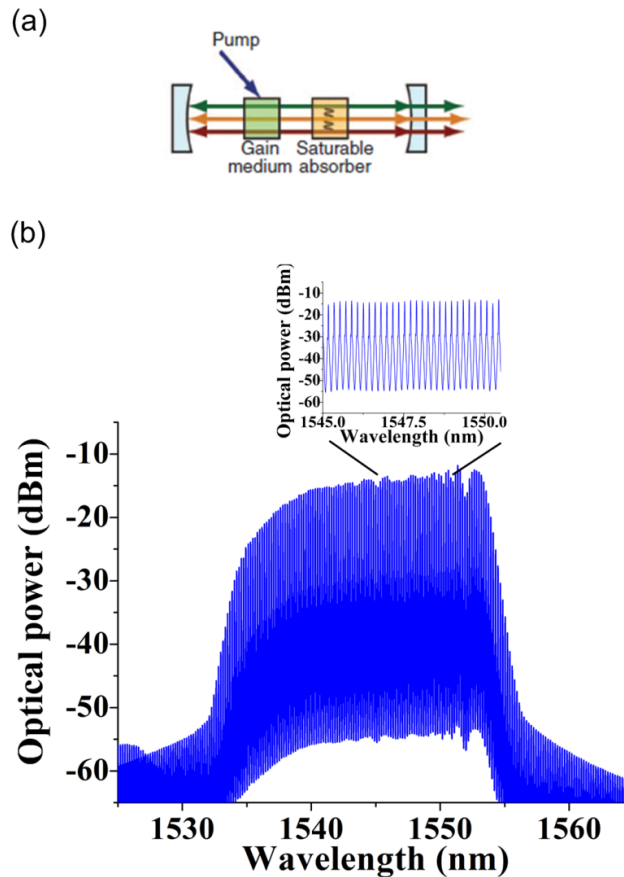 (a)
Pump
Gain medium
Saturable absorber
(b)
Optical power (dBm)
-10
-20
-30
-40
-50
-60
1545.0
1547.5
1550.0
Wavelength (nm)
Optical power (dBm)
-10
-20
-30
-40
-50
-60
1530
1540
1550
1560
Wavelength (nm)